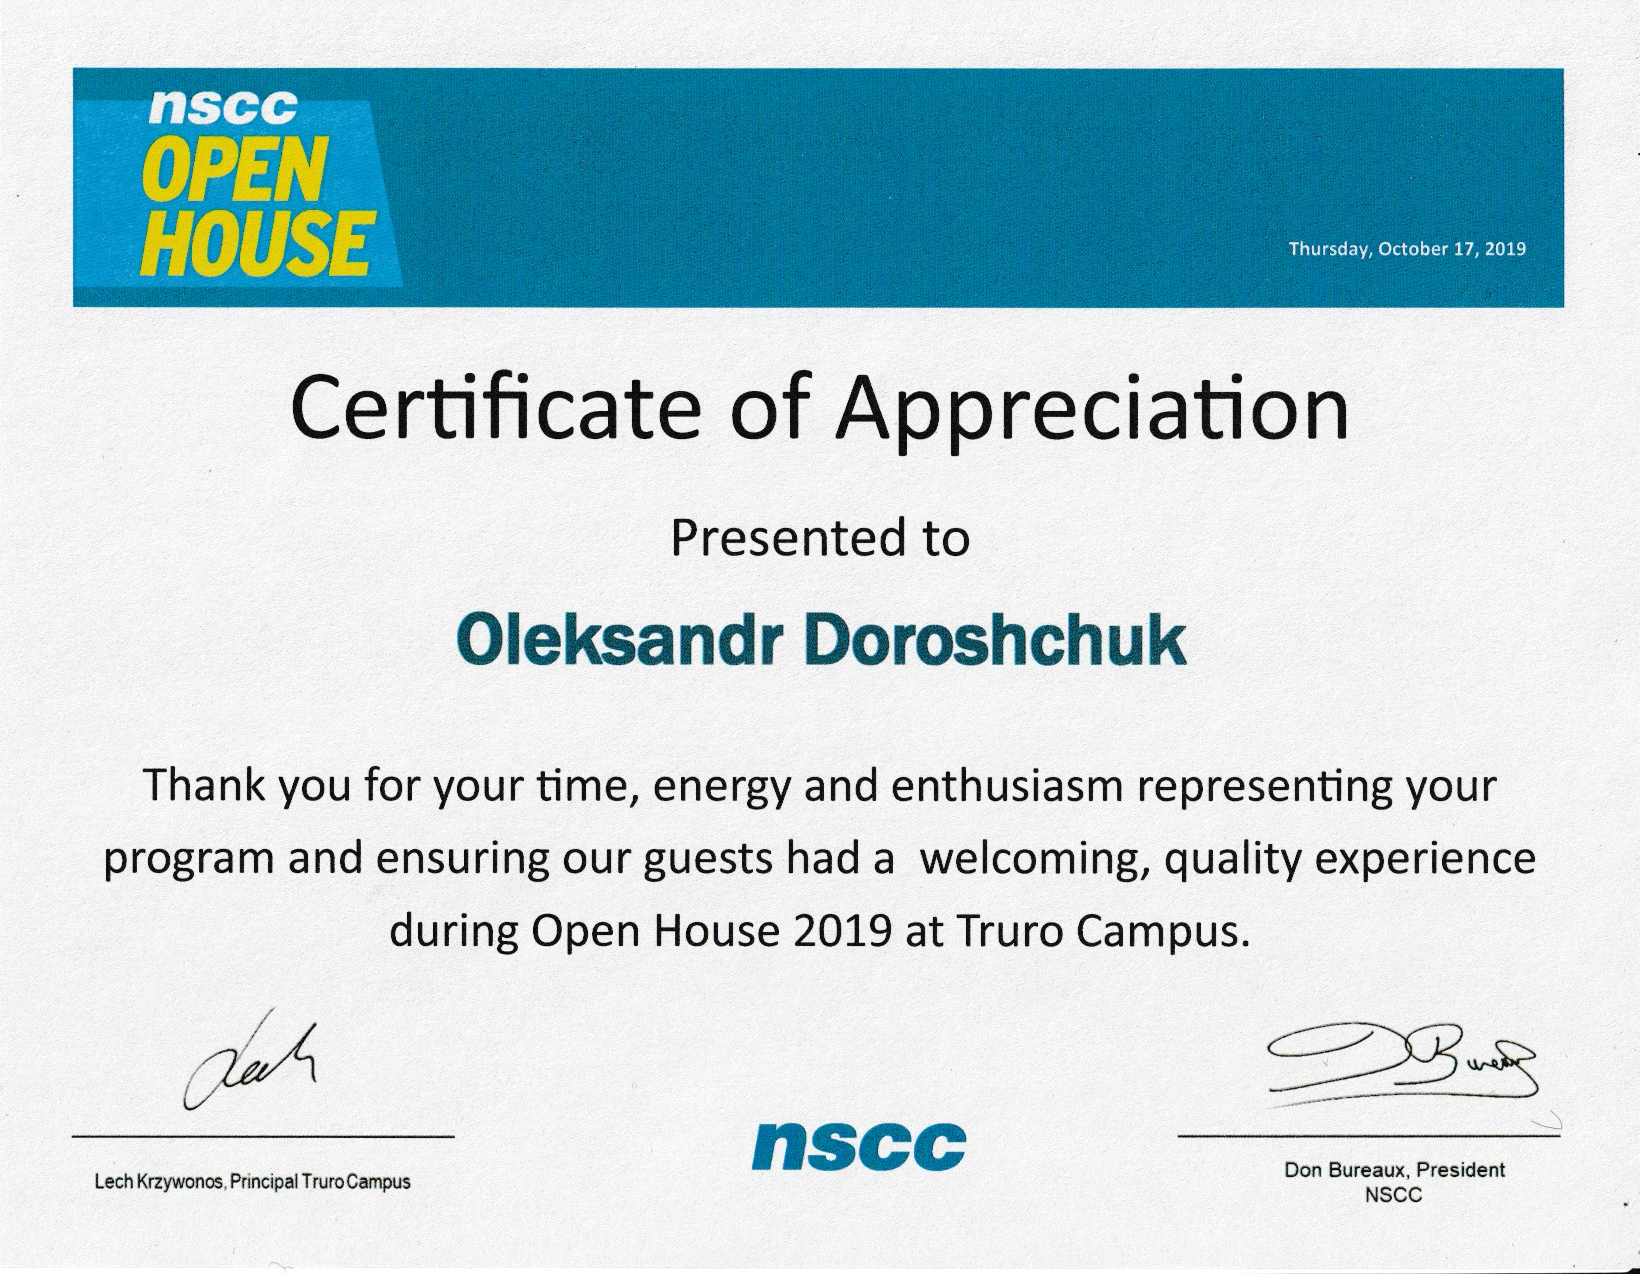 nscc
OPEN
HOUSE
Thursday, October 17, 2019
Certificate of Appreciation
Presented to
Oleksandr Doroshchuk
Thank you for your time, energy and enthusiasm representing your
program and ensuring our guests had a welcoming, quality experience
during Open House 2019 at Truro Campus.
Lech
D Bureaux
nscc
Lech Krzywonos, Principal Truro Campus
Don Bureaux, President
NSCC